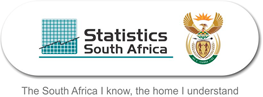 Statistics
South Africa
The South Africa I know, the home I understand